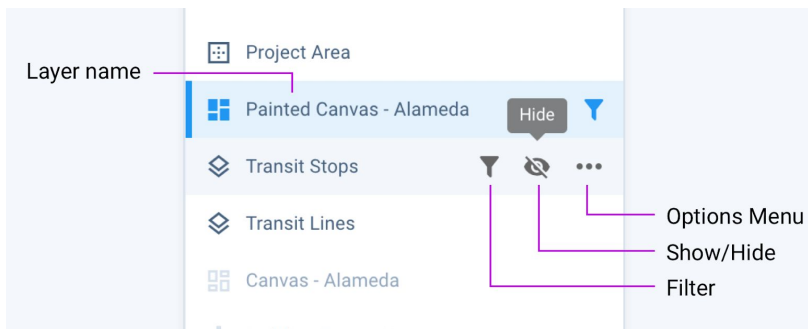 Project Area
Layer name
Painted Canvas - Alameda
Hide
Transit Stops
Transit Lines
Options Menu
Show/Hide
Canvas - Alameda
Filter